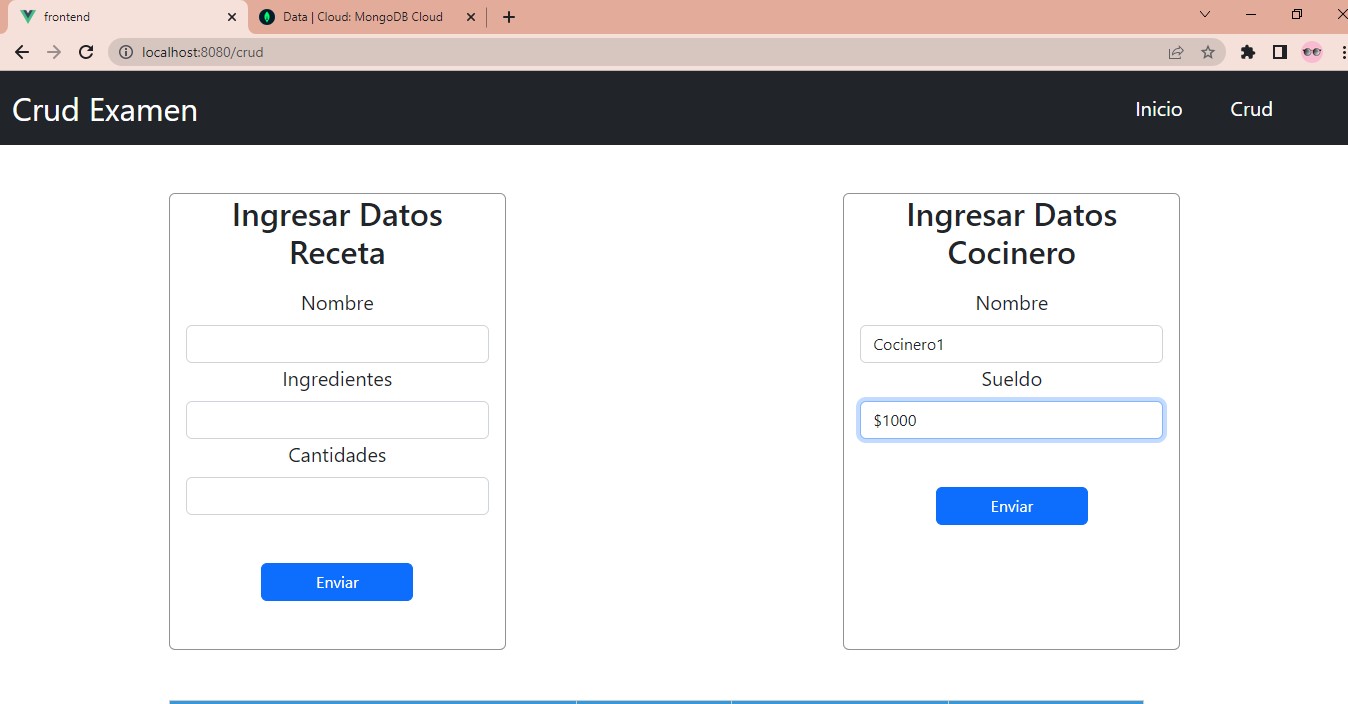 frontend
Data | Cloud: MongoDB Cloud
localhost:8080/crud
Crud Examen
Inicio
Crud
Ingresar Datos
Receta
Nombre
Ingredientes
Cantidades
Enviar
Ingresar Datos
Cocinero
Nombre
Cocinero1
Sueldo
$1000
Enviar